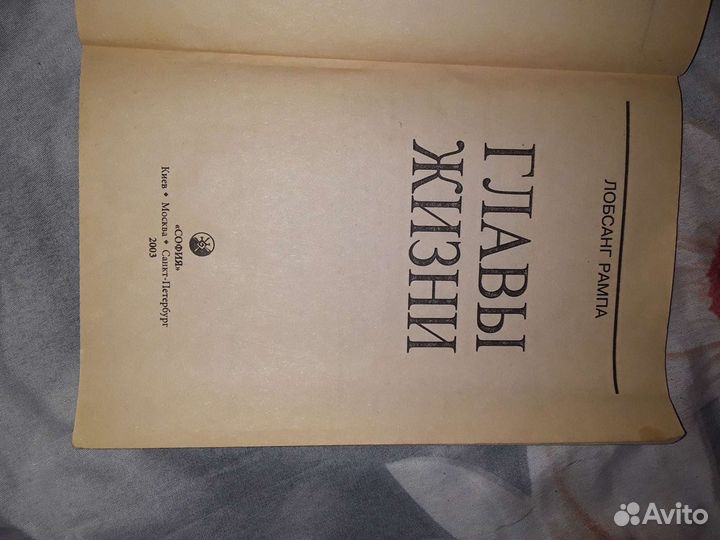 ЛОБСАНГ РАМПА
ГЛАВЫ
ЖИЗНИ
«СОФИЯ»
Киев • Москва • Санкт-Петербург
2003
Avito